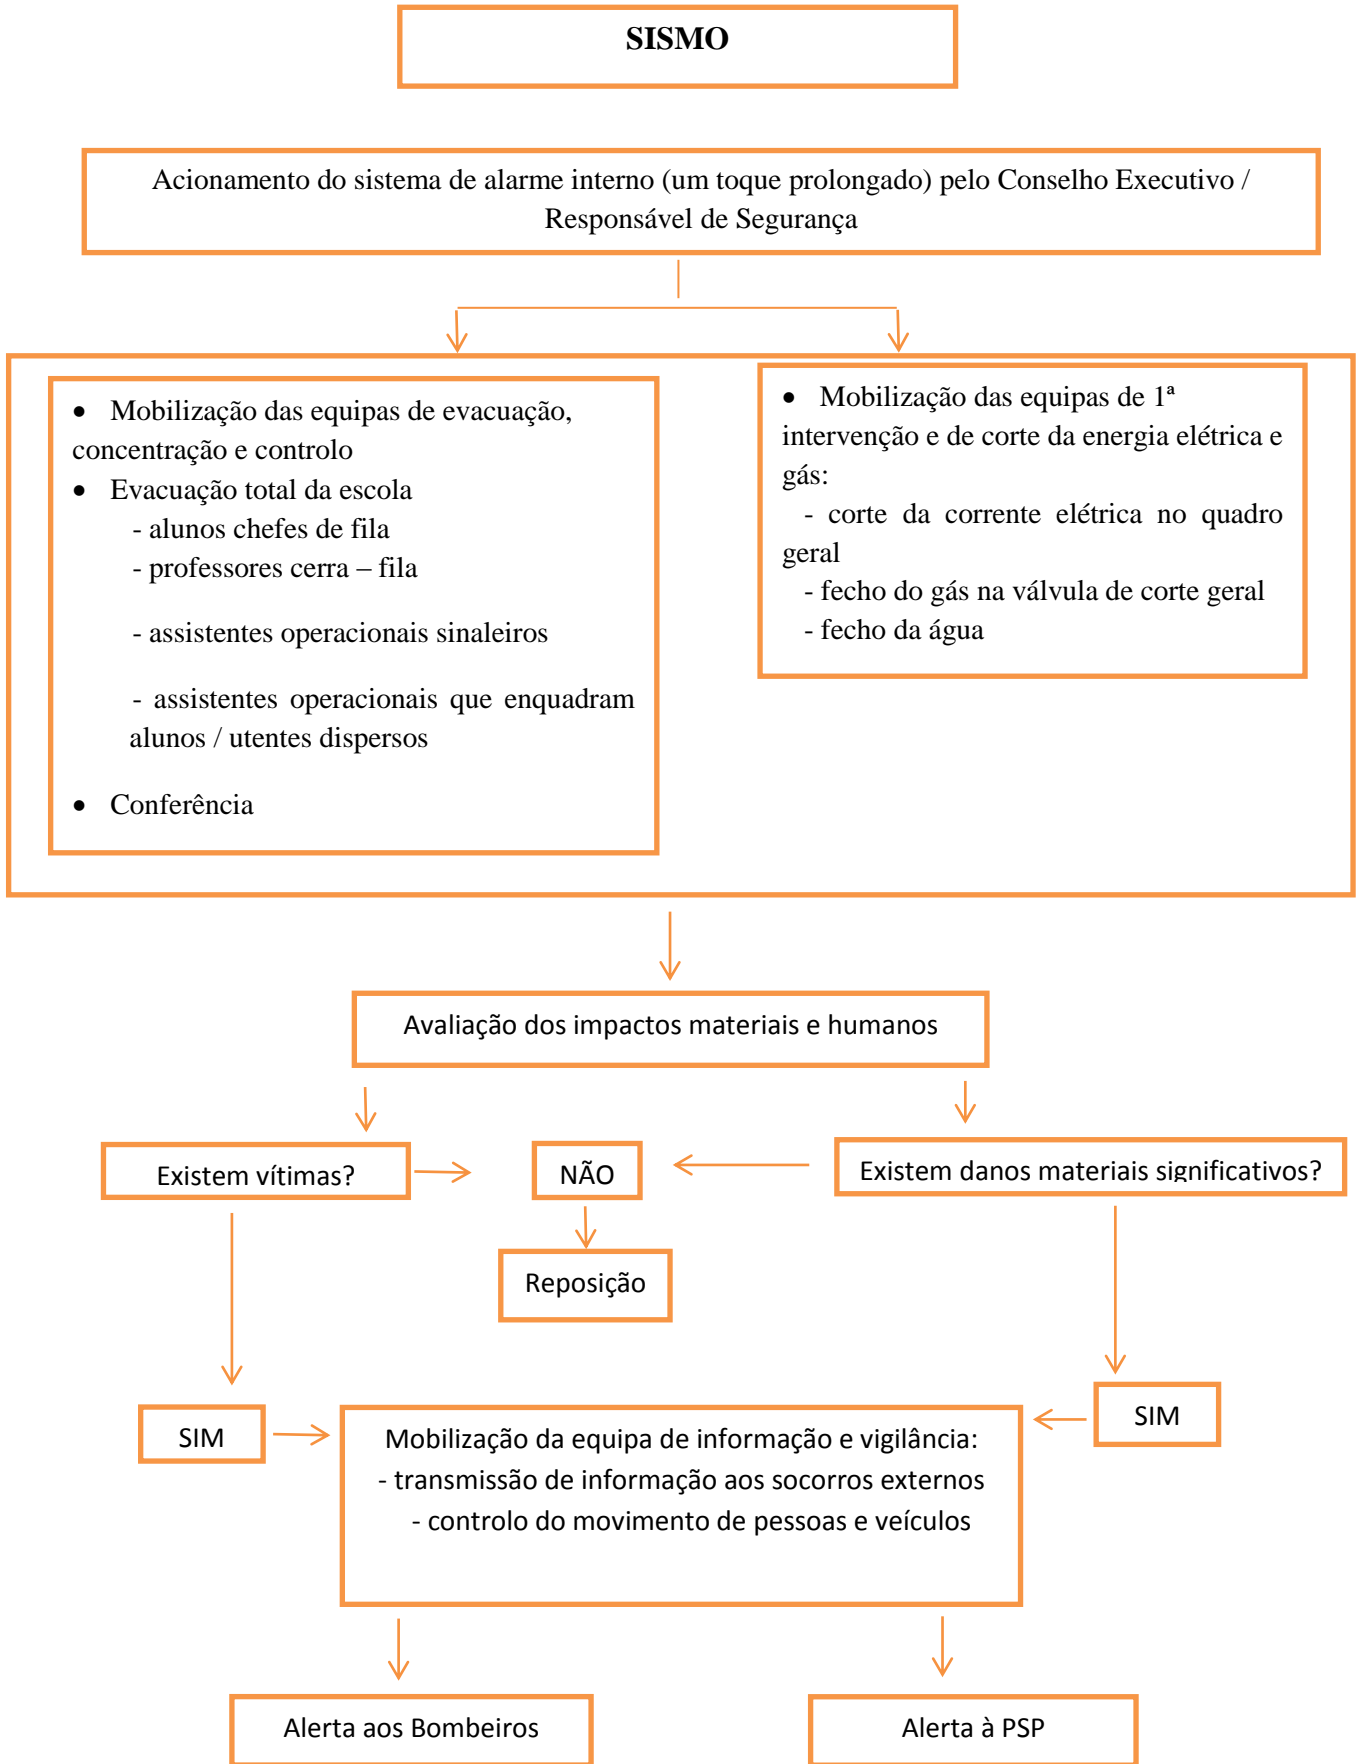 SISMO
Acionamento do sistema de alarme interno (um toque prolongado) pelo Conselho Executivo /
Responsável de Segurança
• Mobilização das equipas de evacuação,
concentração e controlo
• Evacuação total da escola
- alunos chefes de fila
- professores cerra – fila
- assistentes operacionais sinaleiros
- assistentes operacionais que enquadram
alunos / utentes dispersos
• Conferência
• Mobilização das equipas de 1ª
intervenção e de corte da energia elétrica e
gás:
- corte da corrente elétrica no quadro
geral
- fecho do gás na válvula de corte geral
- fecho da água
Avaliação dos impactos materiais e humanos
Existem vítimas?
NÃO
Existem danos materiais significativos?
Reposição
SIM
SIM
Mobilização da equipa de informação e vigilância:
- transmissão de informação aos socorros externos
- controlo do movimento de pessoas e veículos
Alerta aos Bombeiros
Alerta à PSP